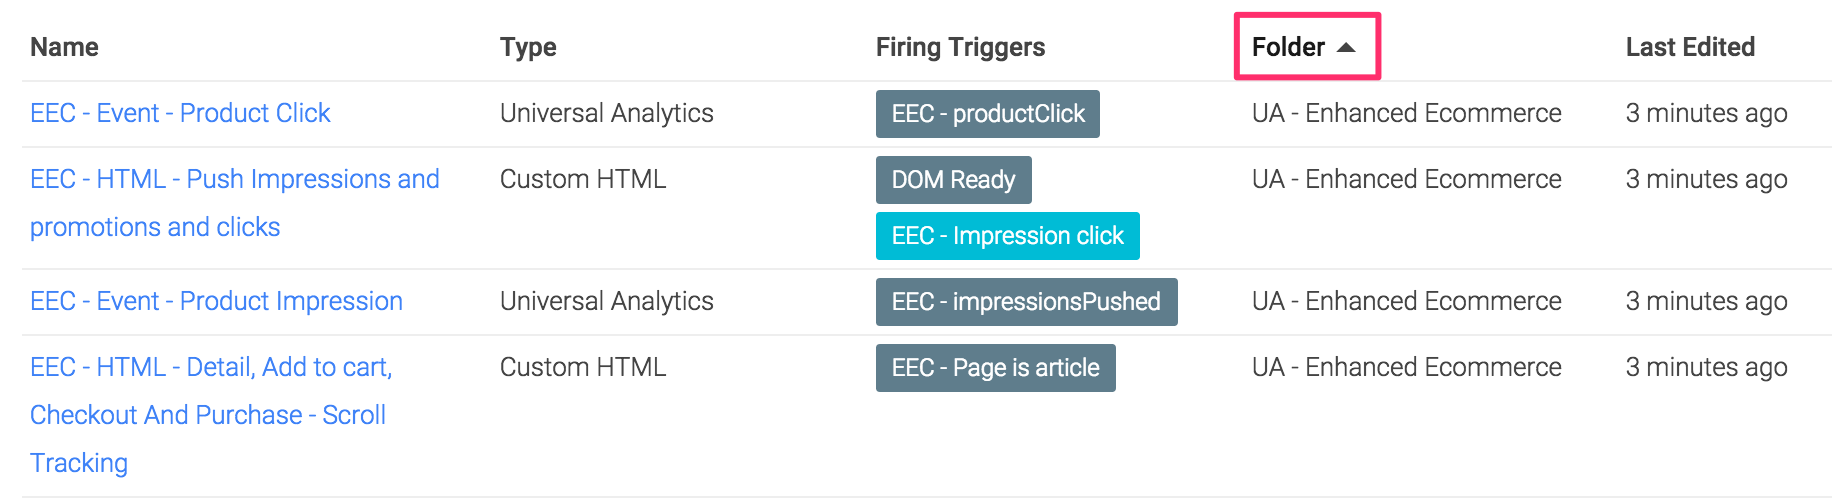 Name Type Firing Triggers Folder Last Edited
EEC - Event - Product Click Universal Analytics EEC - productClick UA - Enhanced Ecommerce 3 minutes ago
EEC - HTML - Push Impressions and Custom HTML DOM Ready UA - Enhanced Ecommerce 3 minutes ago
promotions and clicks EEC - Impression click
EEC - Event - Product Impression Universal Analytics EEC - impressionsPushed UA - Enhanced Ecommerce 3 minutes ago
EEC - HTML - Detail, Add to cart, Custom HTML EEC - Page is article UA - Enhanced Ecommerce 3 minutes ago
Checkout And Purchase - Scroll
Tracking